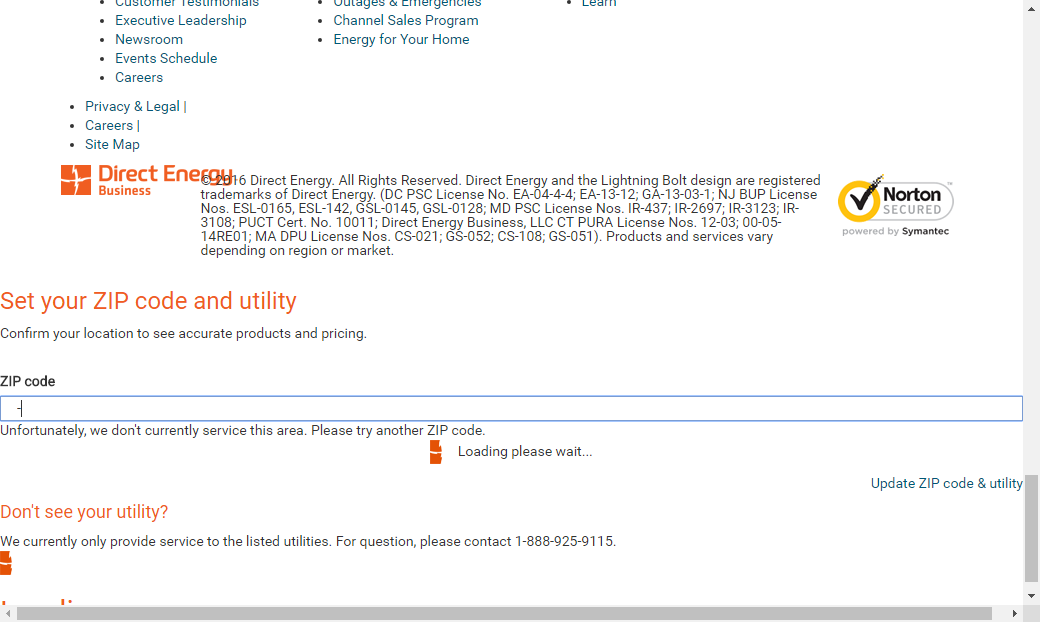 Customer Testimonials
Executive Leadership
Newsroom
Events Schedule
Careers
Outages & Emergencies
Channel Sales Program
Energy for Your Home
Learn
Privacy & Legal |
Careers |
Site Map
Direct Energy
Business
© 2016 Direct Energy. All Rights Reserved. Direct Energy and the Lightning Bolt design are registered
trademarks of Direct Energy. (DC PSC License No. EA-04-4-4; EA-13-12; GA-13-03-1; NJ BUP License
Nos. ESL-0165, ESL-142, GSL-0145, GSL-0128; MD PSC License Nos. IR-437; IR-2697; IR-3123; IR-
3108; PUCT Cert. No. 10011; Direct Energy Business, LLC CT PURA License Nos. 12-03; 00-05-
14RE01; MA DPU License Nos. CS-021; GS-052; CS-108; GS-051). Products and services vary
depending on region or market.
Norton
SECURED
powered by Symantec
Set your ZIP code and utility
Confirm your location to see accurate products and pricing.
ZIP code
-
Unfortunately, we don't currently service this area. Please try another ZIP code.
Loading please wait...
Update ZIP code & utility
Don't see your utility?
We currently only provide service to the listed utilities. For question, please contact 1-888-925-9115.